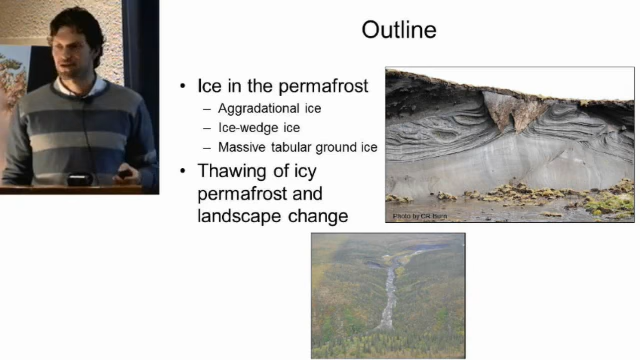 Outline
• Ice in the permafrost
– Aggradational ice
– Ice-wedge ice
– Massive tabular ground ice
• Thawing of icy
permafrost and
landscape change
Photo by CR Burn